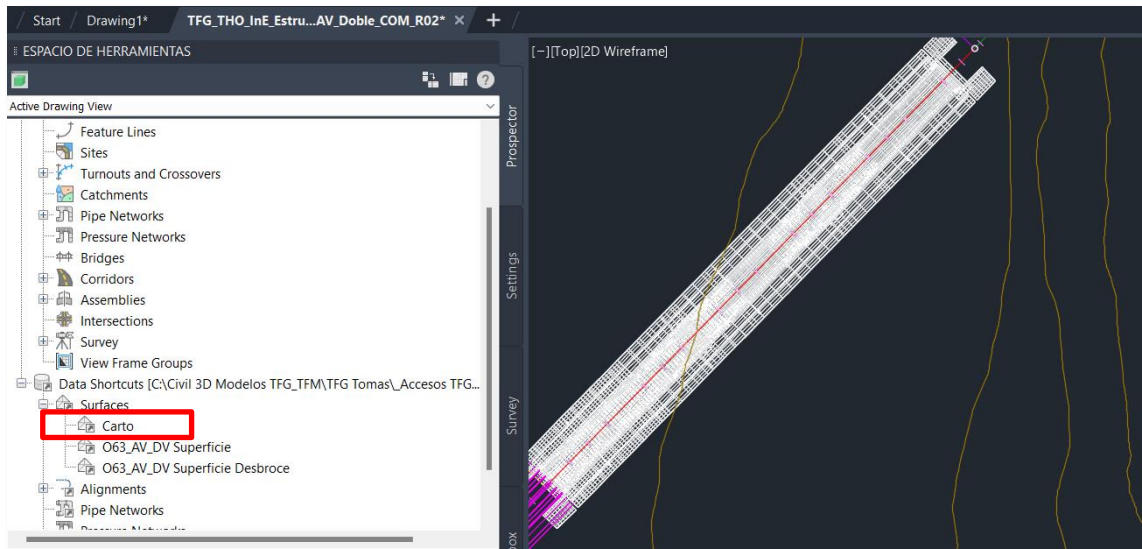 Start / Drawing1* TFG_THO_InE_Estru...AV_Doble_COM_R02*
ESPACIO DE HERRAMIENTAS
Active Drawing View
Feature Lines
Sites
Turnouts and Crossovers
Catchments
Pipe Networks
Pressure Networks
Bridges
Corridors
Assemblies
Intersections
Survey
View Frame Groups
Data Shortcuts [C:\Civil 3D Modelos TFG_TFM\TFG Tomas\_Accesos TFG...
Surfaces
Carto
O63_AV_DV Superficie
O63_AV_DV Superficie Desbroce
Alignments
Pipe Networks
Pressure Networks
Prospector
Settings
Survey
[−][Top][2D Wireframe]